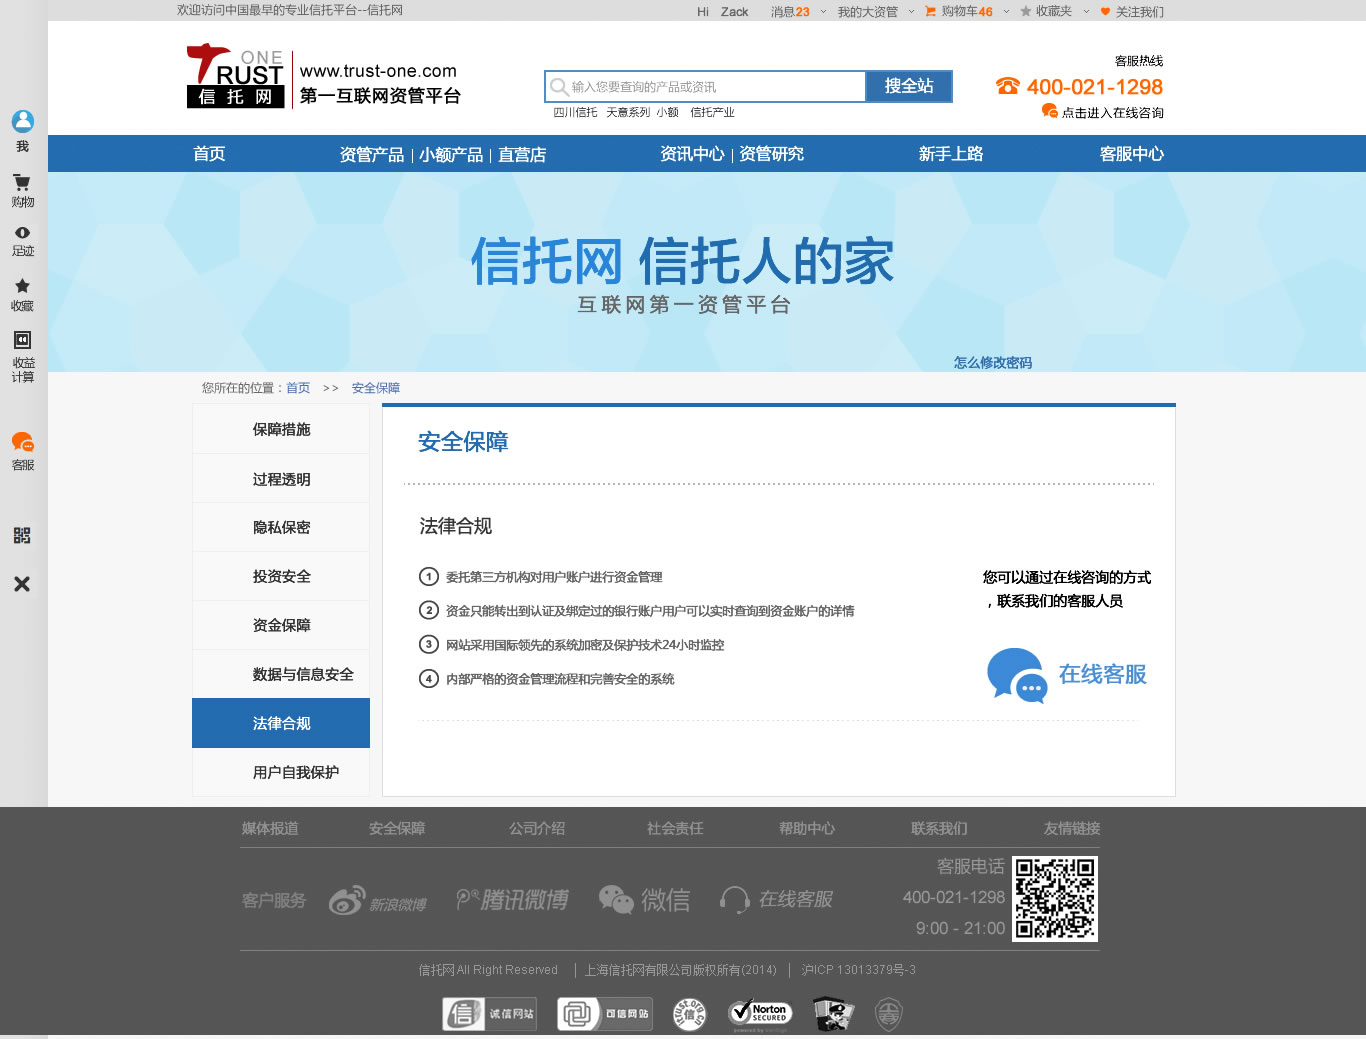 欢迎访问中国最早的专业信托平台--信托网
Hi Zack 消息23 我的大资管 购物车46 收藏夹 关注我们
ONE
TRUST
信托网
www.trust-one.com
第一互联网资管平台
输入您要查询的产品或资讯 搜全站
四川信托 天意系列 小额 信托产业
客服热线
400-021-1298
点击进入在线咨询
我
购物
足迹
收藏
收益
计算
客服
首页 资管产品 | 小额产品 | 直营店 资讯中心 | 资管研究 新手上路 客服中心
信托网 信托人的家
互联网第一资管平台
怎么修改密码
您所在的位置：首页 >> 安全保障
保障措施
过程透明
隐私保密
投资安全
资金保障
数据与信息安全
法律合规
用户自我保护
安全保障
法律合规
1 委托第三方机构对用户账户进行资金管理
2 资金只能转出到认证及绑定过的银行账户用户可以实时查询到资金账户的详情
3 网站采用国际领先的系统加密及保护技术24小时监控
4 内部严格的资金管理流程和完善安全的系统
您可以通过在线咨询的方式
，联系我们的客服人员
在线客服
媒体报道 安全保障 公司介绍 社会责任 帮助中心 联系我们 友情链接
客户服务 新浪微博 腾讯微博 微信 在线客服
客服电话
400-021-1298
9:00 - 21:00
信托网 All Right Reserved | 上海信托网有限公司版权所有(2014) | 沪ICP 13013379号-3
信 诚信网站 可信网站 trust.org.cn 信 Norton
SECURED